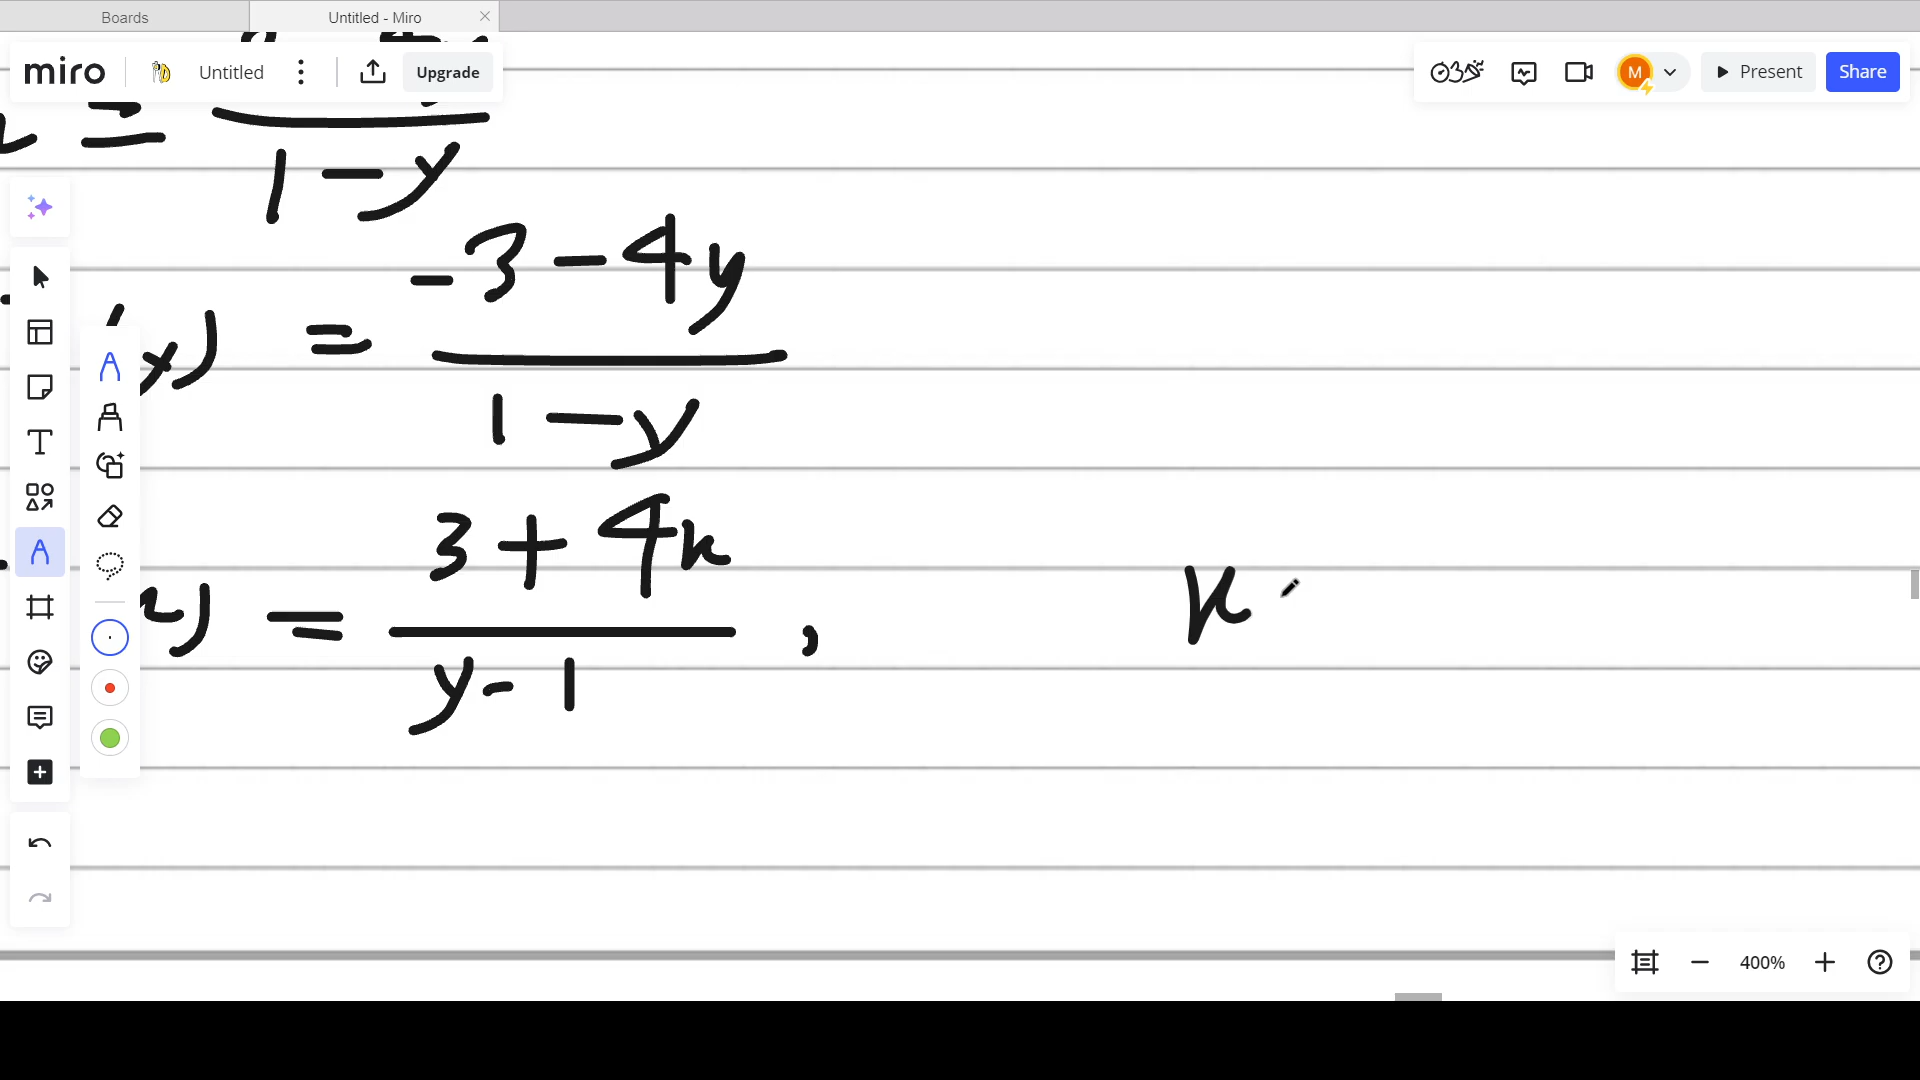 Boards Untitled - Miro
miro Untitled Upgrade Present Share
M
=
1 - y
-3 - 4y
y) = 
1 - y
3 + 4x
x) = ,
y - 1
x
400%